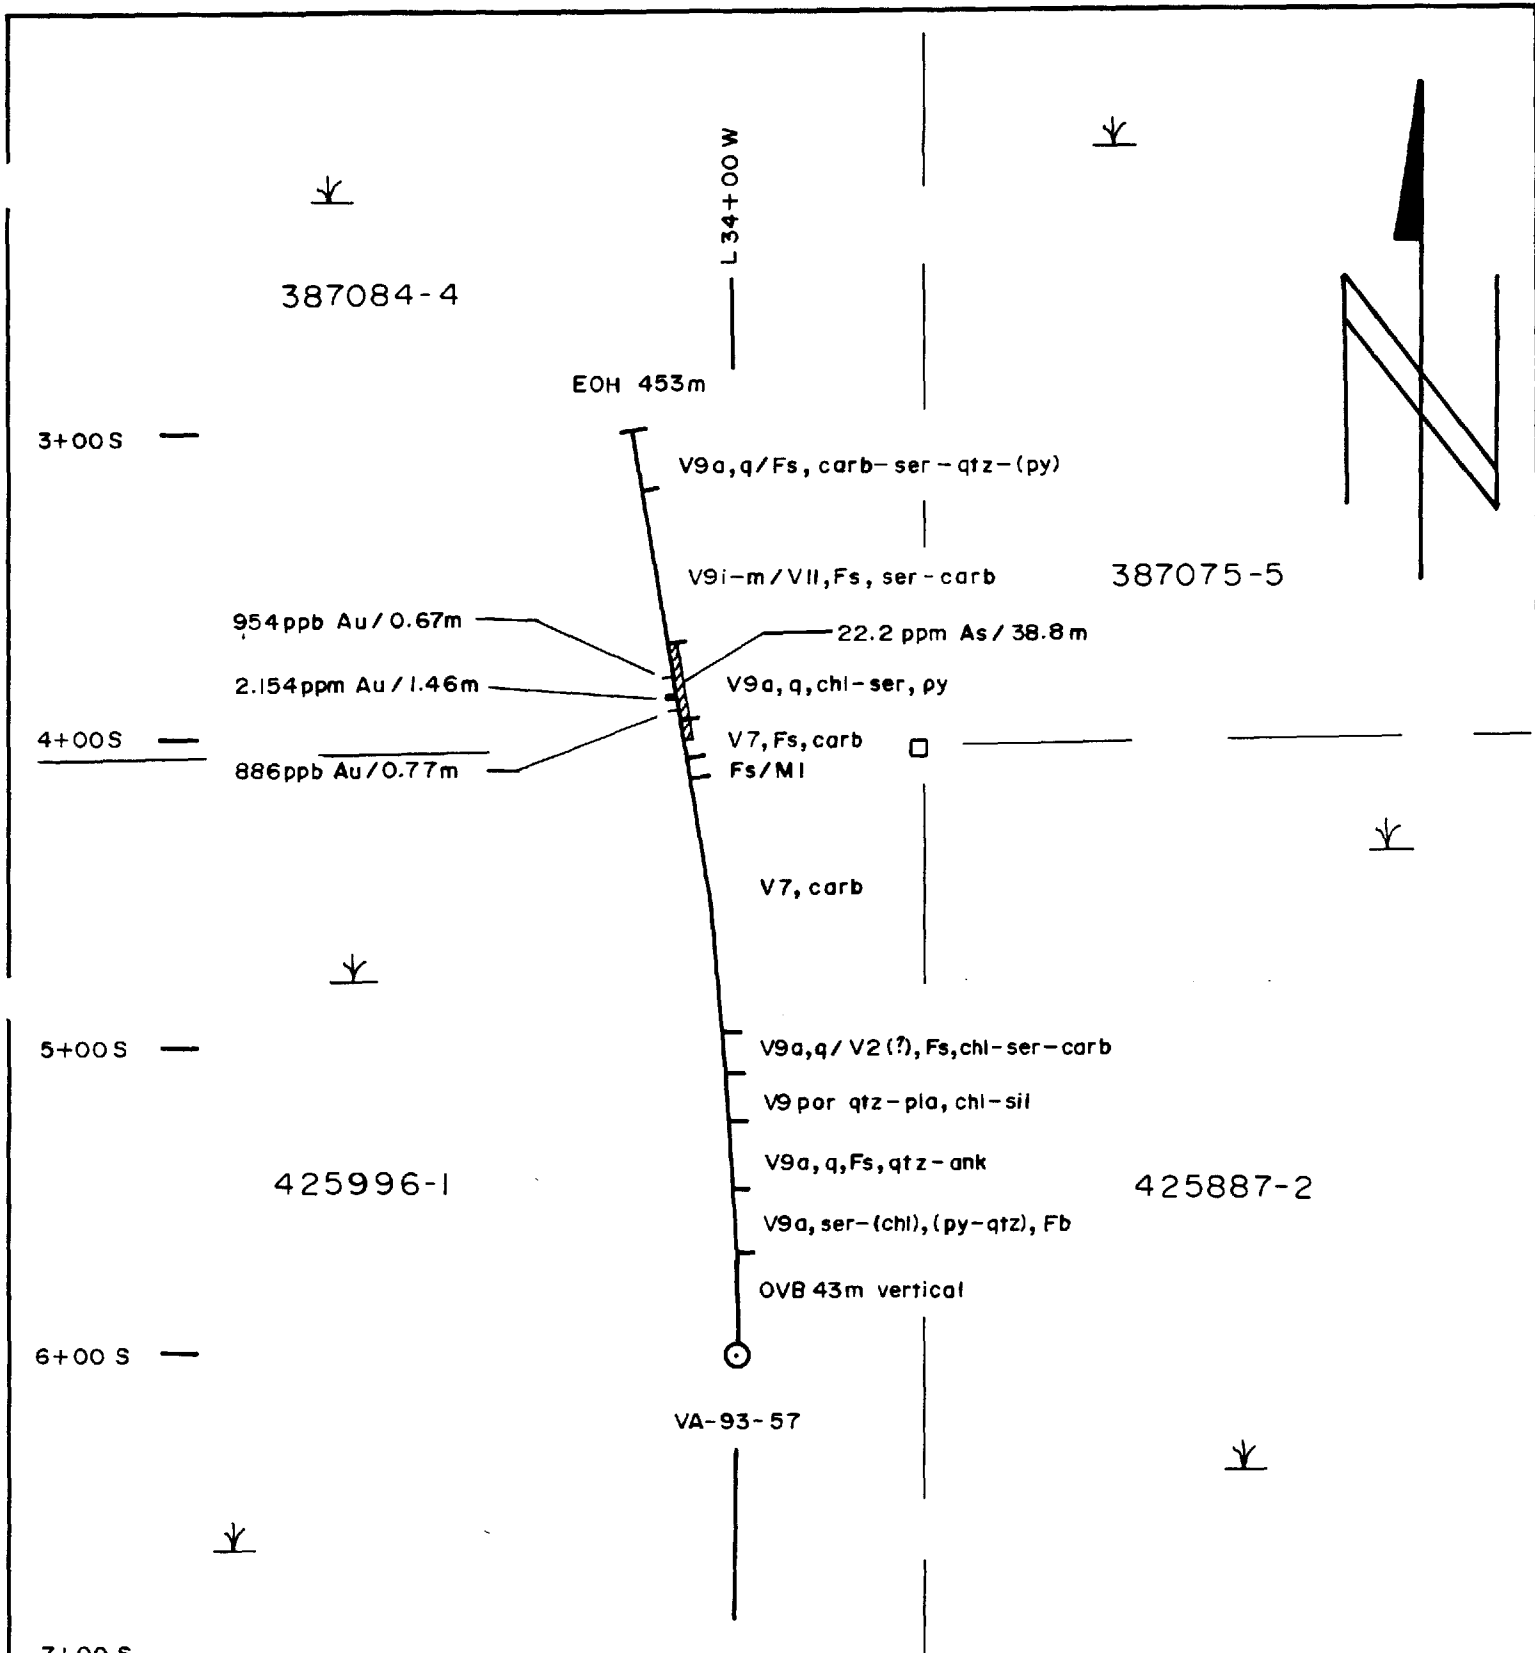 L34+00W
387084-4
EOH 453m
3+00S
V9a,q/Fs, carb-ser-qtz-(py)
V9i-m/V11,Fs, ser-carb
387075-5
954ppb Au/0.67m
22.2 ppm As/38.8m
2.154ppm Au/1.46m
V9a,q,chl-ser,py
4+00S
V7,Fs,carb
886ppb Au/0.77m
Fs/M1
V7,carb
5+00S
V9a,q/V2(?),Fs,chl-ser-carb
V9 por qtz-pla, chl-sil
V9a,q,Fs,qtz-ank
425996-1
425887-2
V9a,ser-(chl),(py-qtz),Fb
OVB 43m vertical
6+00 S
VA-93-57